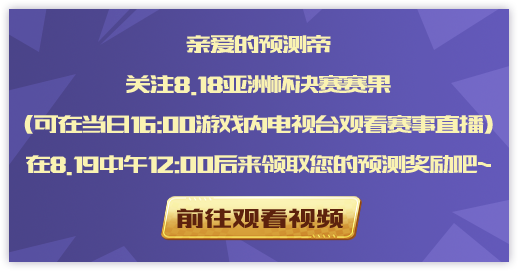 亲爱的预测帝
关注8.18亚洲杯决赛赛果
(可在当日16:00游戏内电视台观看赛事直播)
在8.19中午12:00后来领取您的预测奖励吧~
前往观看视频